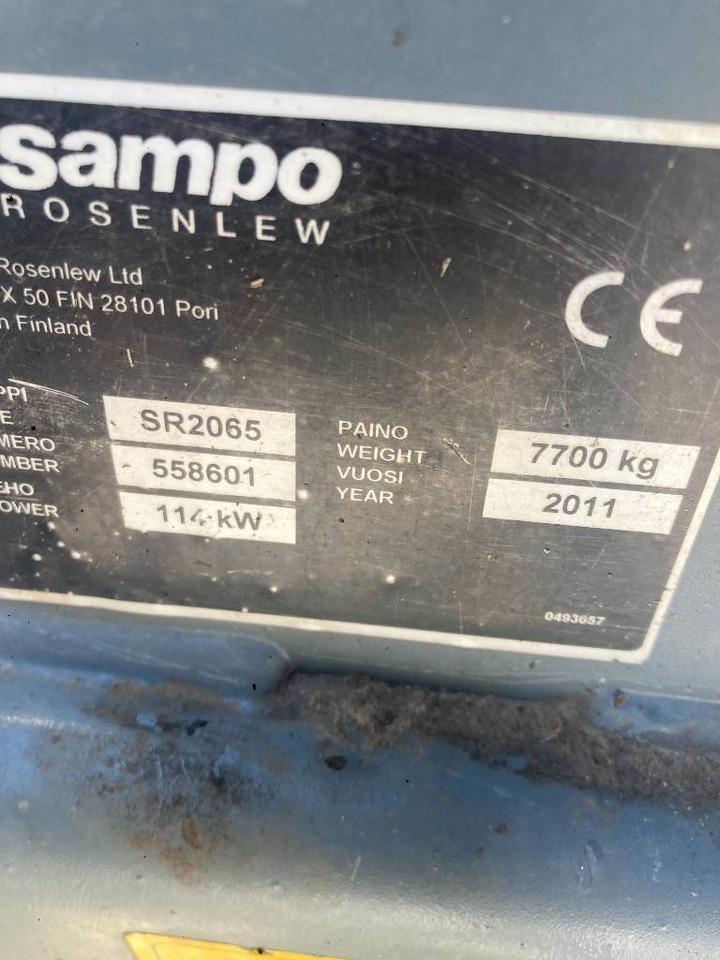 sampo
ROSENLEW
Rosenlew Ltd
X 50 FIN 28101 Pori
n Finland
CE
PPI
E
MERO
MBER
EHO
OWER
SR2065
558601
114 kW
PAINO
WEIGHT
VUOSI
YEAR
7700 kg
2011
0493057